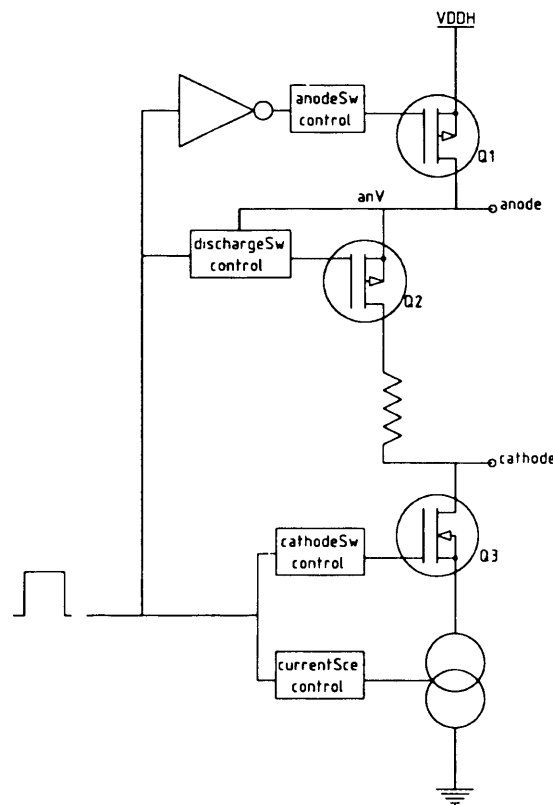 VDDH
anodeSw
control
Q1
anV
anode
dischargeSw
control
Q2
cathode
cathodeSw
control
Q3
currentSce
control